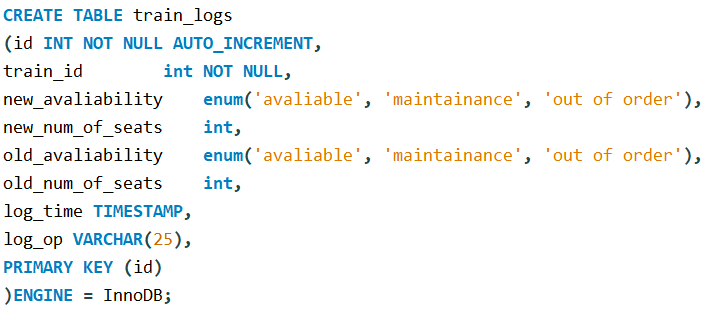 CREATE TABLE train_logs
(id INT NOT NULL AUTO_INCREMENT,
train_id int NOT NULL,
new_avaliability enum('avaliable', 'maintainance', 'out of order'),
new_num_of_seats int,
old_avaliability enum('avaliable', 'maintainance', 'out of order'),
old_num_of_seats int,
log_time TIMESTAMP,
log_op VARCHAR(25),
PRIMARY KEY (id)
)ENGINE = InnoDB;